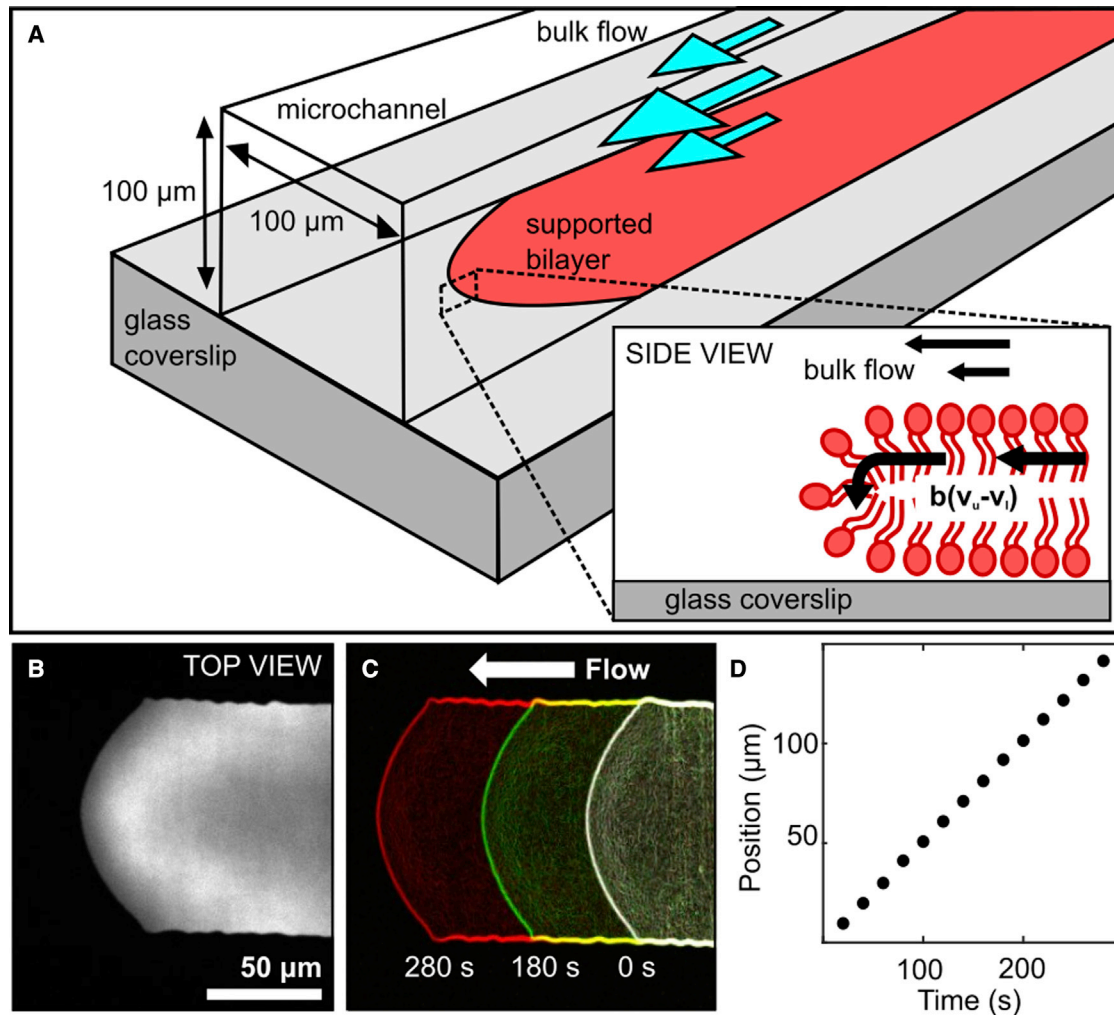 A
bulk flow
microchannel
100 µm
100 µm
supported
bilayer
glass
coverslip
SIDE VIEW
bulk flow
b(vᵤ-vₗ)
glass coverslip
B
TOP VIEW
50 µm
C
Flow
280 s
180 s
0 s
D
Position (µm)
100
50
100
200
Time (s)